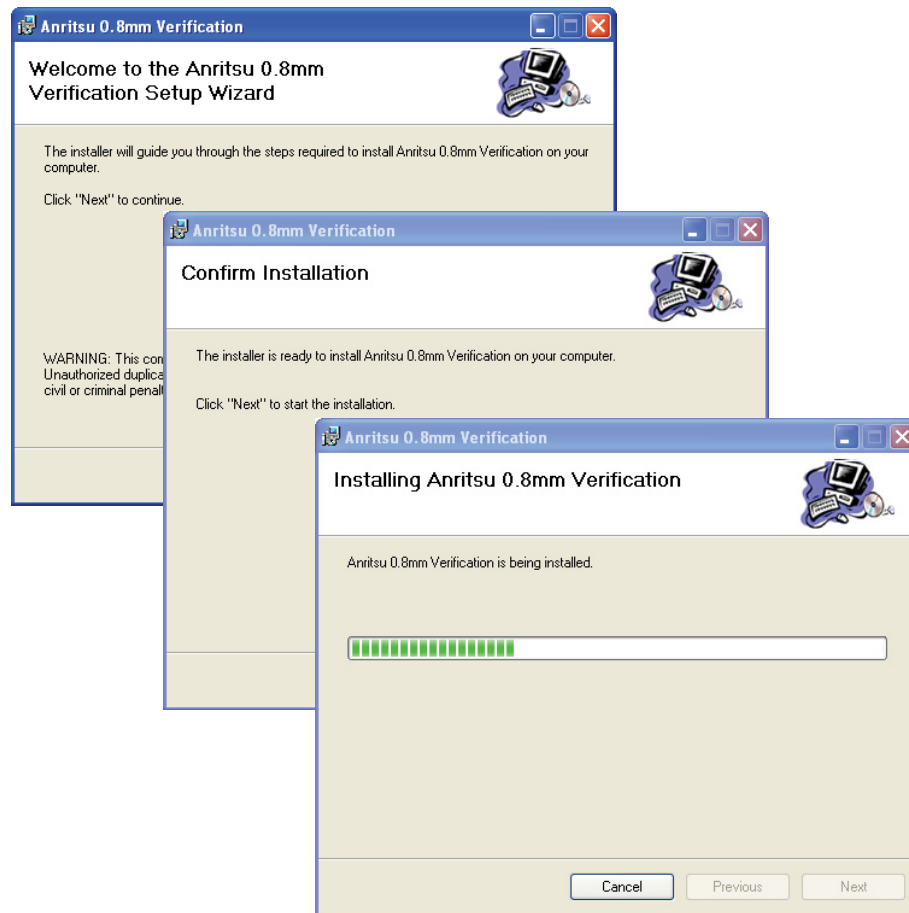 Anritsu 0.8mm Verification
Welcome to the Anritsu 0.8mm
Verification Setup Wizard
The installer will guide you through the steps required to install Anritsu 0.8mm Verification on your
computer.
Click "Next" to continue.
WARNING: This
Unauthorized
civil or criminal
Anritsu 0.8mm Verification
Confirm Installation
The installer is ready to install Anritsu 0.8mm Verification on your computer.
Click "Next" to start the installation.
Anritsu 0.8mm Verification
Installing Anritsu 0.8mm Verification
Anritsu 0.8mm Verification is being installed.
Cancel
Previous
Next